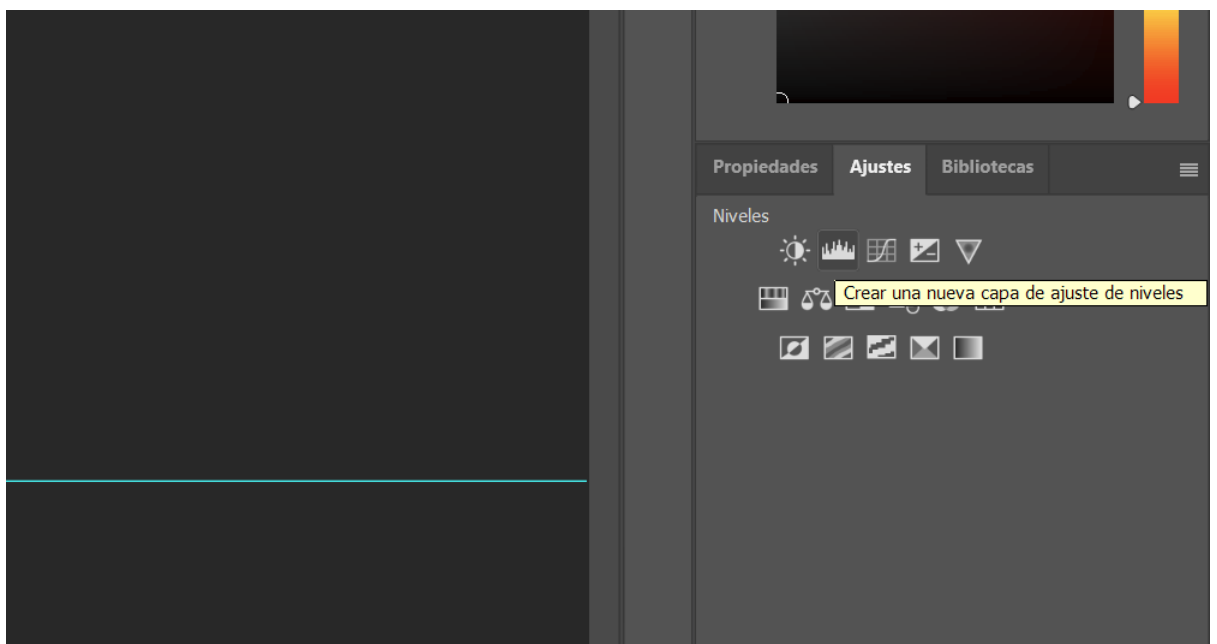 Propiedades Ajustes Bibliotecas
Niveles
Crear una nueva capa de ajuste de niveles